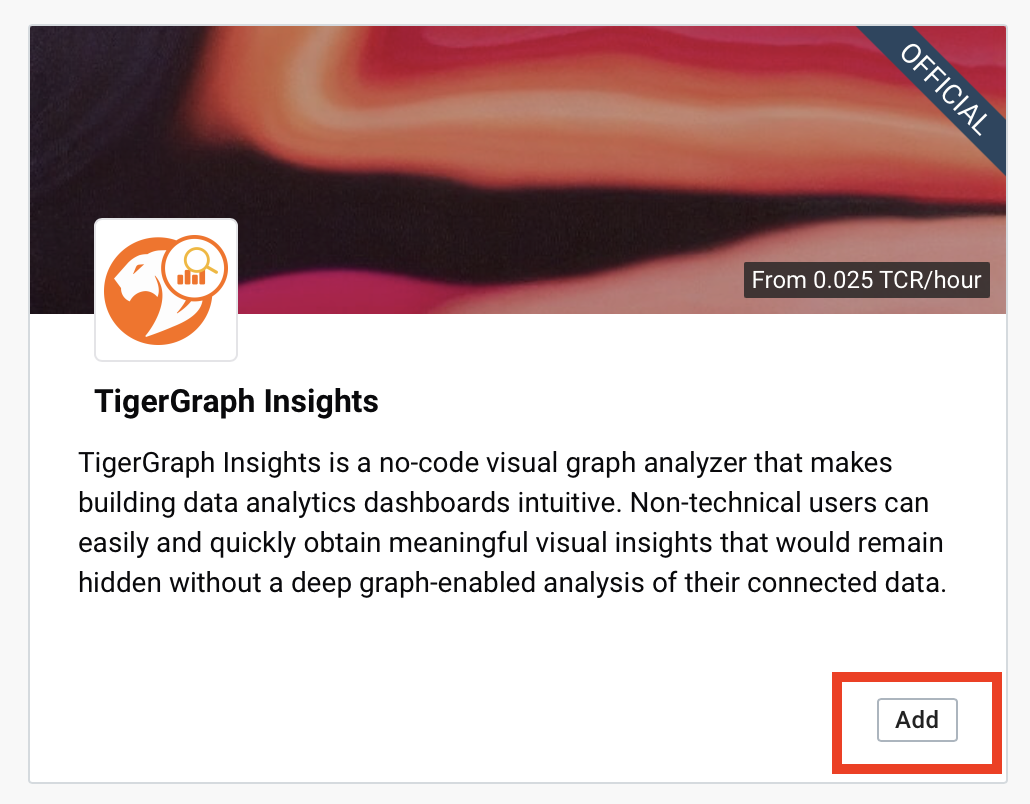 OFFICIAL
From 0.025 TCR/hour
TigerGraph Insights
TigerGraph Insights is a no-code visual graph analyzer that makes
building data analytics dashboards intuitive. Non-technical users can
easily and quickly obtain meaningful visual insights that would remain
hidden without a deep graph-enabled analysis of their connected data.
Add